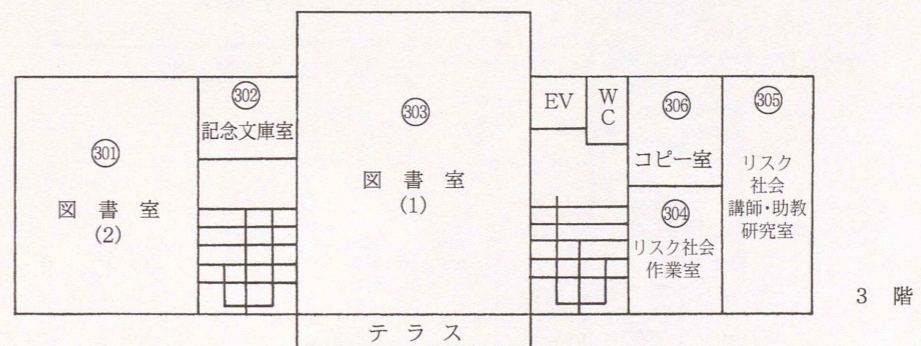 301
図書室
(2)
302
記念文庫室
303
図書室
(1)
テラス
EV
WC
306
コピー室
304
リスク社会
作業室
305
リスク
社会
講師・助教
研究室
3 階